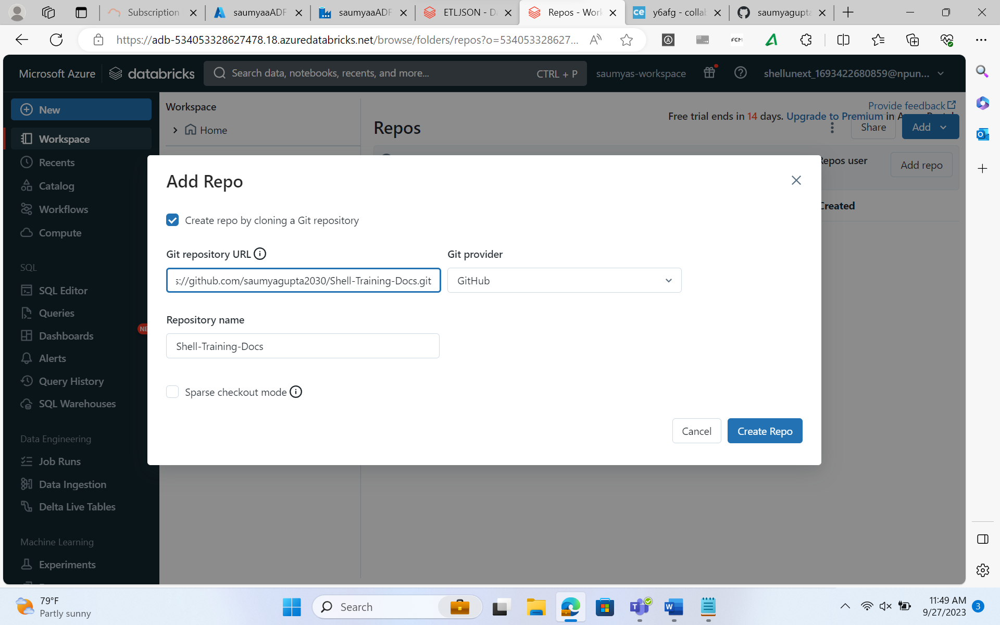 Subscription
saumyaaADF
saumyaaADF
ETLJSON - D
Repos - Work
y6afg - collab
saumyagupta
https://adb-534053328627478.18.azuredatabricks.net/browse/folders/repos?o=534053328627...
Microsoft Azure
databricks
Search data, notebooks, recents, and more...
CTRL + P
saumyas-workspace
shellunext_1693422680859@npun...
New
Workspace
Recents
Catalog
Workflows
Compute
SQL
SQL Editor
Queries
Dashboards
NE
Alerts
Query History
SQL Warehouses
Data Engineering
Job Runs
Data Ingestion
Delta Live Tables
Machine Learning
Experiments
Workspace
Home
Repos
Provide feedback
Free trial ends in 14 days. Upgrade to Premium in
Share
Add
Repos user
Add repo
Created
Add Repo
Create repo by cloning a Git repository
Git repository URL
Git provider
s://github.com/saumyagupta2030/Shell-Training-Docs.git
GitHub
Repository name
Shell-Training-Docs
Sparse checkout mode
Cancel
Create Repo
79°F
Partly sunny
Search
11:49 AM
9/27/2023
3